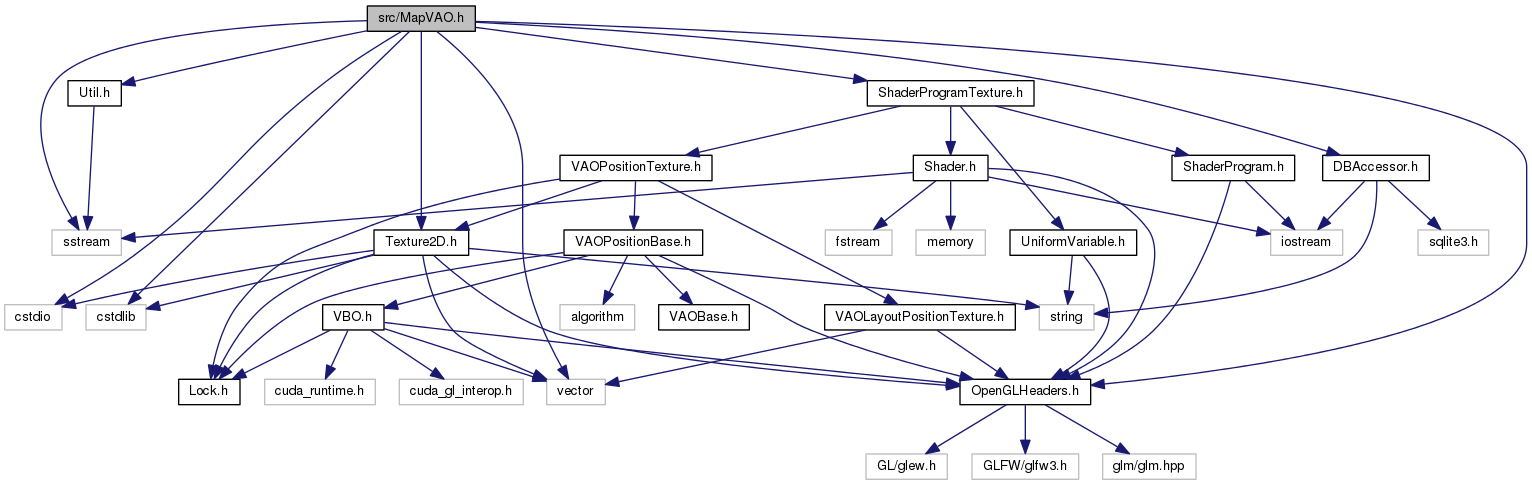 src/MapVAO.h
Util.h
ShaderProgramTexture.h
VAOPositionTexture.h
Shader.h
ShaderProgram.h
DBAccessor.h
sstream
Texture2D.h
VAOPositionBase.h
fstream
memory
UniformVariable.h
iostream
sqlite3.h
cstdio
cstdlib
VBO.h
algorithm
VAOBase.h
VAOLayoutPositionTexture.h
string
Lock.h
cuda_runtime.h
cuda_gl_interop.h
vector
OpenGLHeaders.h
GL/glew.h
GLFW/glfw3.h
glm/glm.hpp